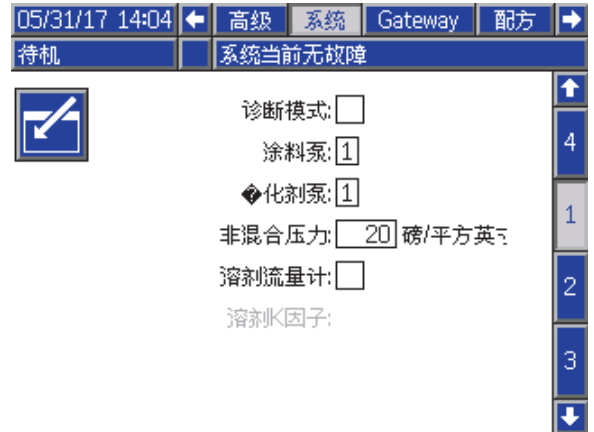 05/31/17 14:04 高级 系统 Gateway 配方
待机 系统当前无故障
诊断模式:
涂料泵: 1
�化剂泵: 1
非混合压力: 20 磅/平方英
溶剂流量计:
溶剂K因子:
4
1
2
3